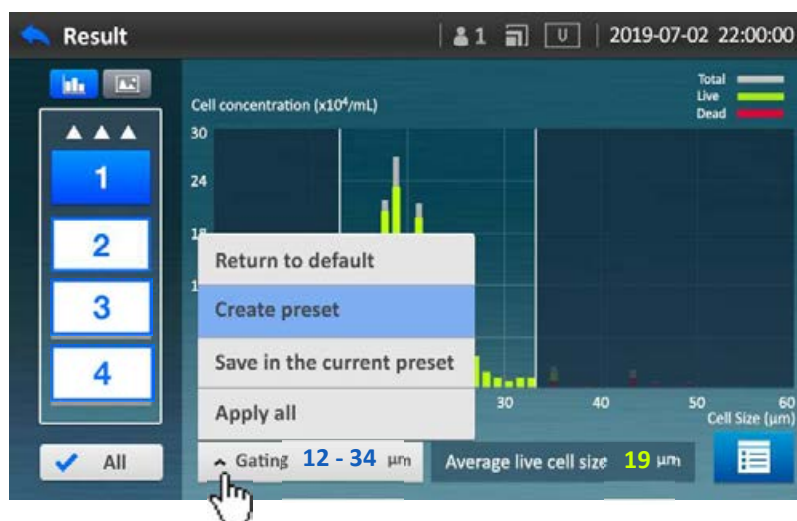 Result
1
U
2019-07-02 22:00:00
Total
Live
Dead
Cell concentration (x10⁴/mL)
30
24
18
1
2
3
4
Return to default
Create preset
Save in the current preset
Apply all
30
40
50
60
Cell Size (μm)
All
Gating 12 - 34 μm
Average live cell size 19 μm